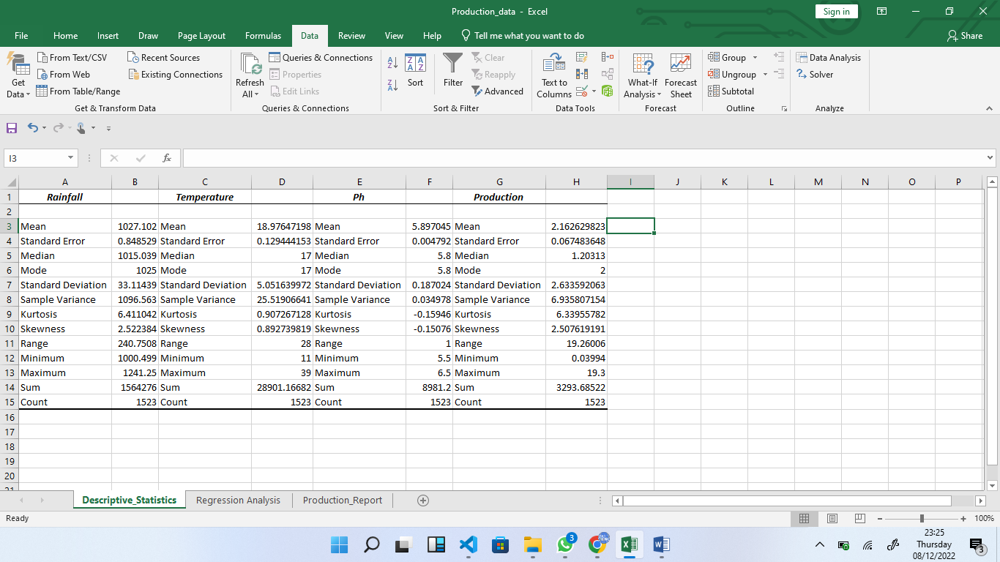 Production_data - Excel
Sign in
File Home Insert Draw Page Layout Formulas Data Review View Help Tell me what you want to do Share
Get Data
From Text/CSV
From Web
From Table/Range
Recent Sources
Existing Connections
Get & Transform Data
Refresh All
Queries & Connections
Properties
Edit Links
Queries & Connections
Sort
Filter
Clear
Reapply
Advanced
Sort & Filter
Text to Columns
Data Tools
What-If Analysis
Forecast Sheet
Forecast
Group
Ungroup
Subtotal
Outline
Data Analysis
Solver
Analyze
I3 fx
A B C D E F G H I J K L M N O P
1 Rainfall Temperature Ph Production
2
3 Mean 1027.102 Mean 18.97647198 Mean 5.897045 Mean 2.162629823
4 Standard Error 0.848529 Standard Error 0.129444153 Standard Error 0.004792 Standard Error 0.067483648
5 Median 1015.039 Median 17 Median 5.8 Median 1.20313
6 Mode 1025 Mode 17 Mode 5.8 Mode 2
7 Standard Deviation 33.11439 Standard Deviation 5.051639972 Standard Deviation 0.187024 Standard Deviation 2.633592063
8 Sample Variance 1096.563 Sample Variance 25.51906641 Sample Variance 0.034978 Sample Variance 6.935807154
9 Kurtosis 6.411042 Kurtosis 0.907267128 Kurtosis -0.15946 Kurtosis 6.33955782
10 Skewness 2.522384 Skewness 0.892739819 Skewness -0.15076 Skewness 2.507619191
11 Range 240.7508 Range 28 Range 1 Range 19.26006
12 Minimum 1000.499 Minimum 11 Minimum 5.5 Minimum 0.03994
13 Maximum 1241.25 Maximum 39 Maximum 6.5 Maximum 19.3
14 Sum 1564276 Sum 28901.16682 Sum 8981.2 Sum 3293.68522
15 Count 1523 Count 1523 Count 1523 Count 1523
16
17
18
19
20
21
Descriptive_Statistics Regression Analysis Production_Report
Ready 100%
3
23:25
Thursday
08/12/2022
3